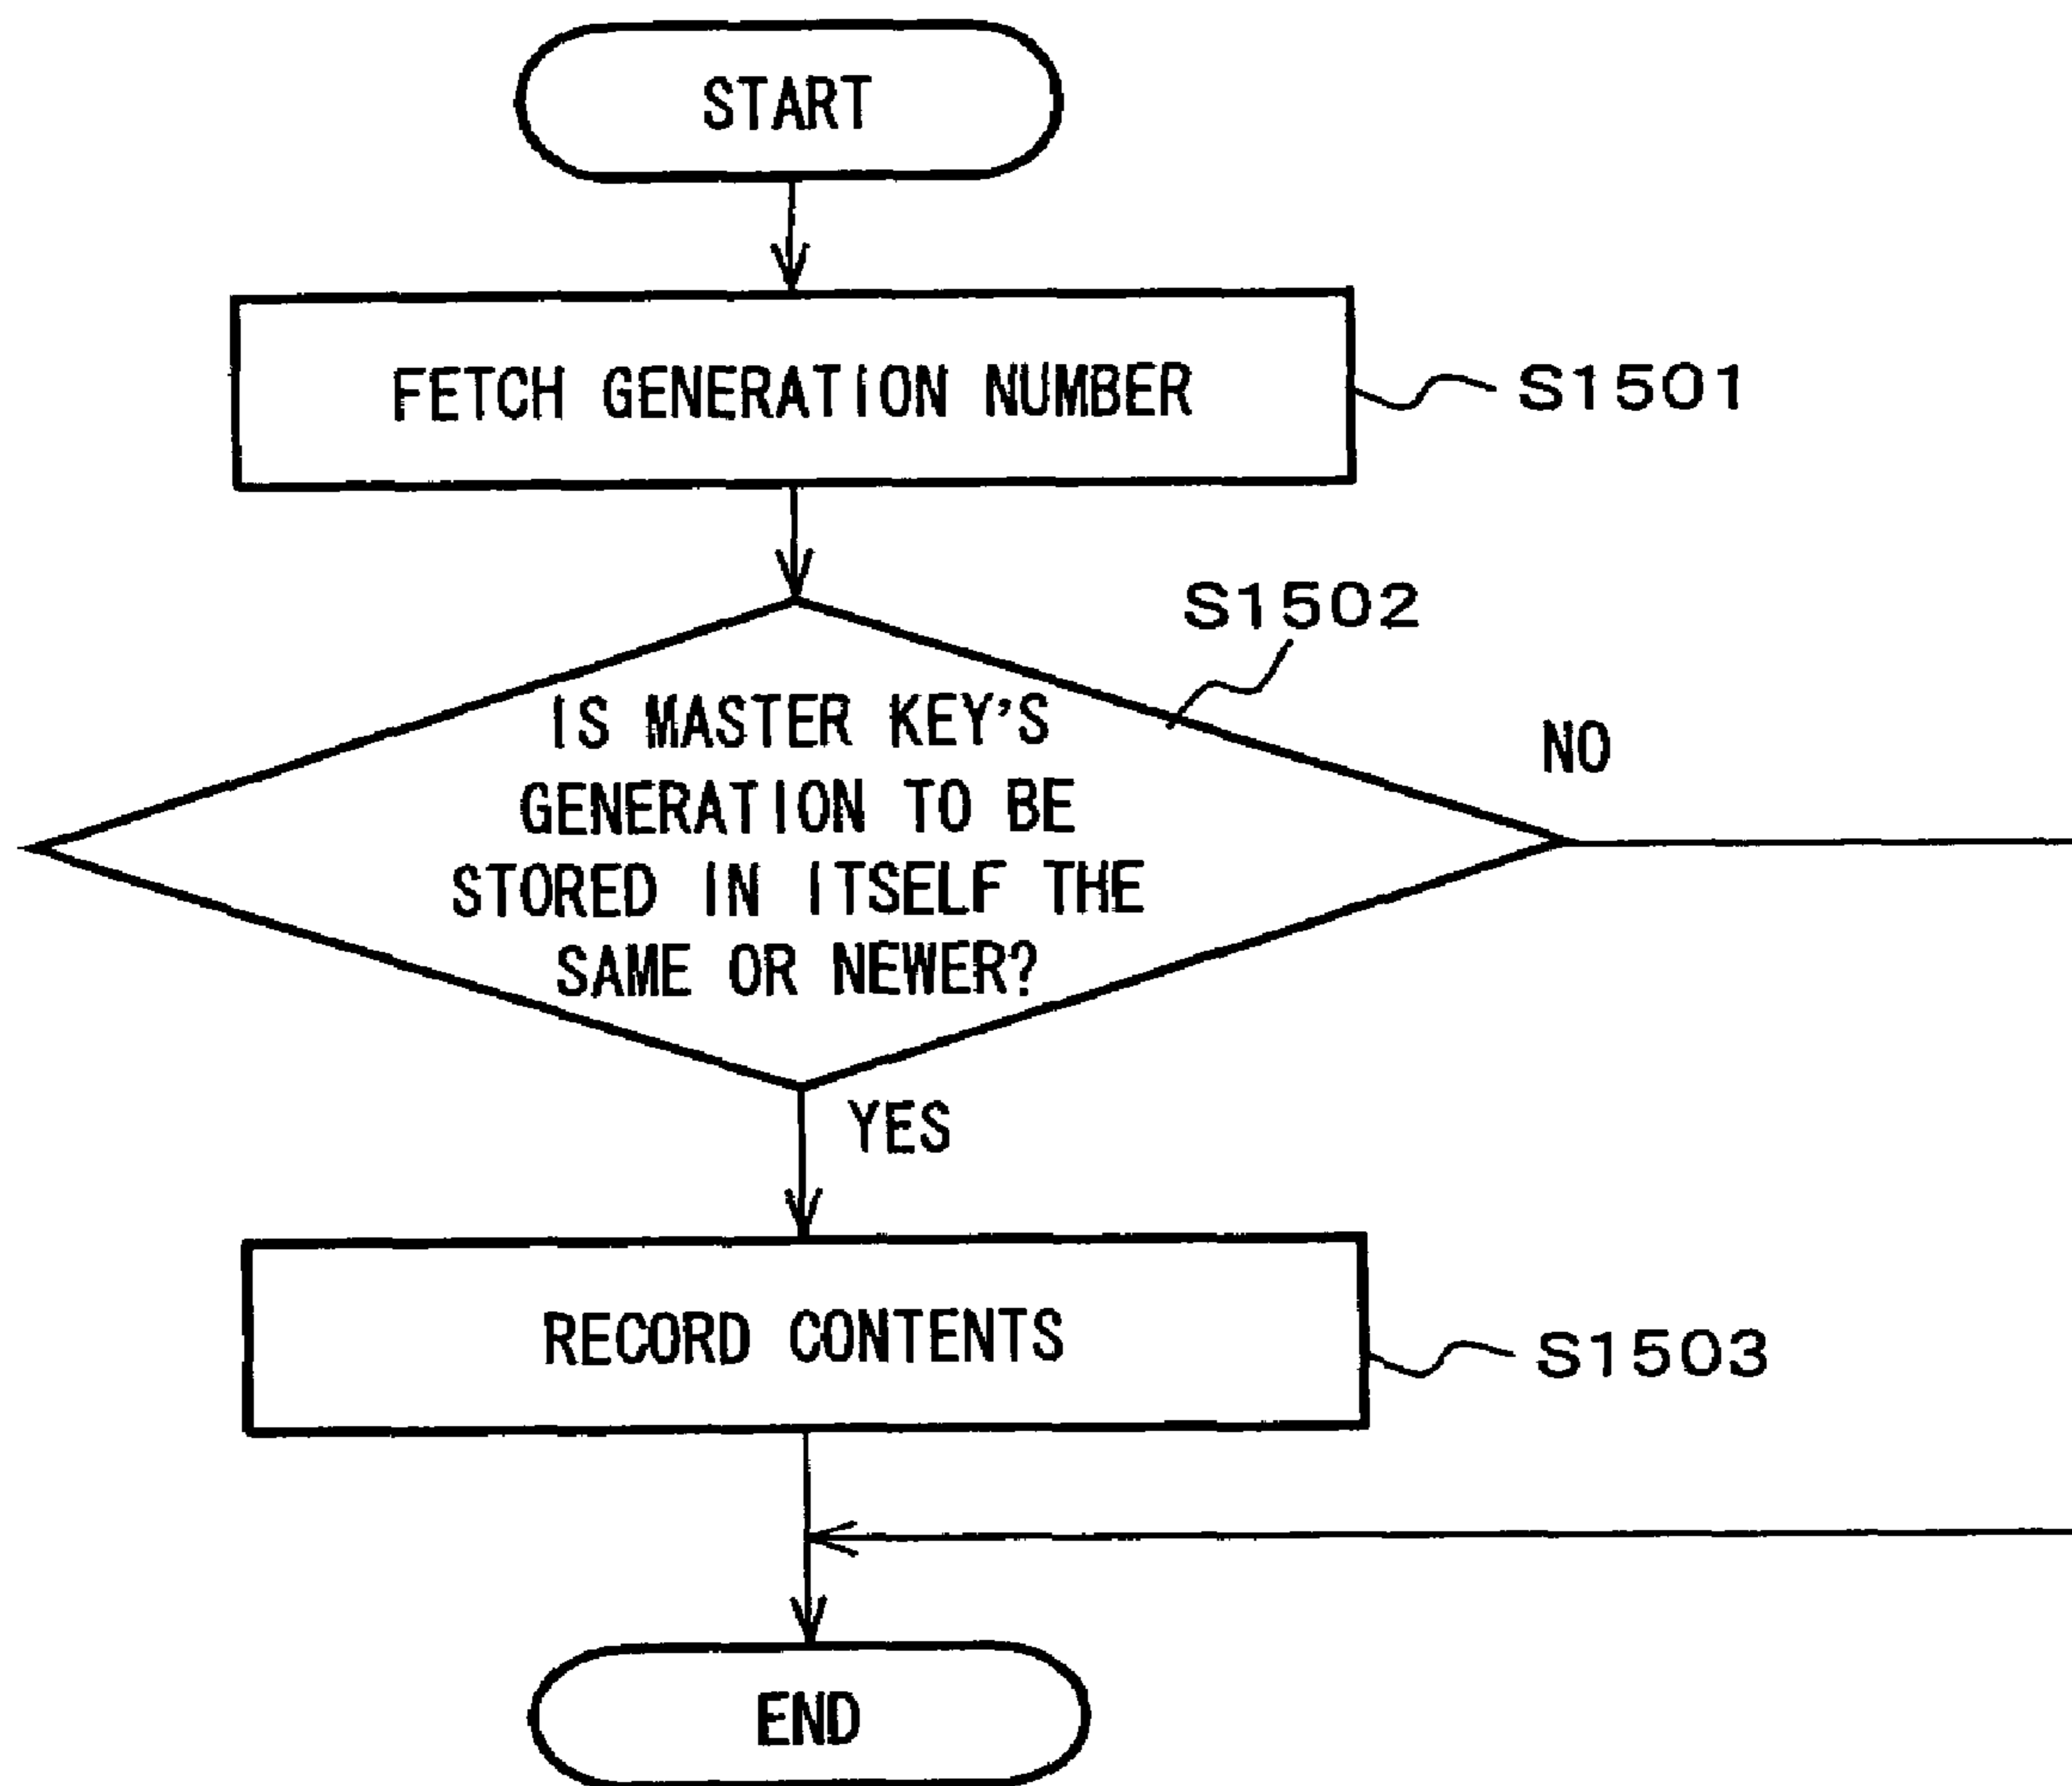 START
FETCH GENERATION NUMBER
S1501
S1502
IS MASTER KEY'S
GENERATION TO BE
STORED IN ITSELF THE
SAME OR NEWER?
NO
YES
RECORD CONTENTS
S1503
END